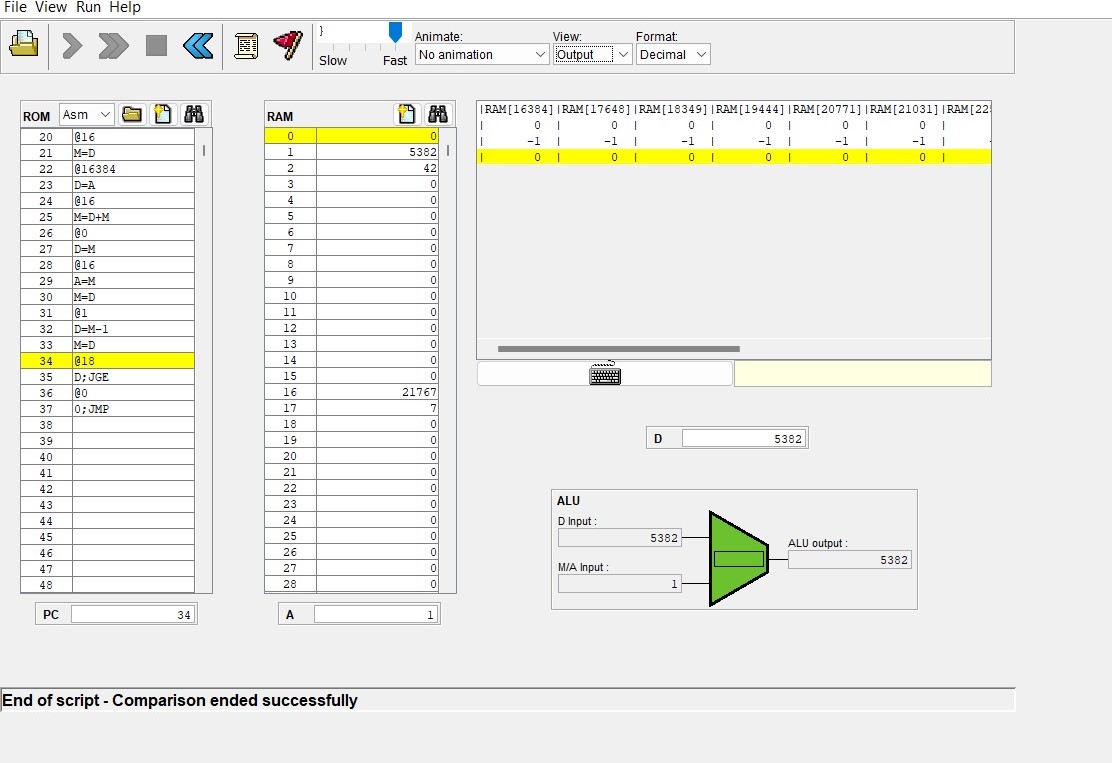 File View Run Help
Animate: View: Format:
Slow Fast No animation Output Decimal
ROM Asm
20 @16
21 M=D
22 @16384
23 D=A
24 @16
25 M=D+M
26 @0
27 D=M
28 @16
29 A=M
30 M=D
31 @1
32 D=M-1
33 M=D
34 @18
35 D;JGE
36 @0
37 0;JMP
38
39
40
41
42
43
44
45
46
47
48
PC 34
RAM
0 0
1 5382
2 42
3 0
4 0
5 0
6 0
7 0
8 0
9 0
10 0
11 0
12 0
13 0
14 0
15 0
16 21767
17 7
18 0
19 0
20 0
21 0
22 0
23 0
24 0
25 0
26 0
27 0
28 0
A 1
|RAM[16384]|RAM[17648]|RAM[18349]|RAM[19444]|RAM[20771]|RAM[21031]|RAM[225
| 0 | 0 | 0 | 0 | 0 | 0 |
| -1 | -1 | -1 | -1 | -1 | -1 |
| 0 | 0 | 0 | 0 | 0 | 0 |
D 5382
ALU
D Input :
5382
M/A Input :
1
ALU output :
5382
End of script - Comparison ended successfully